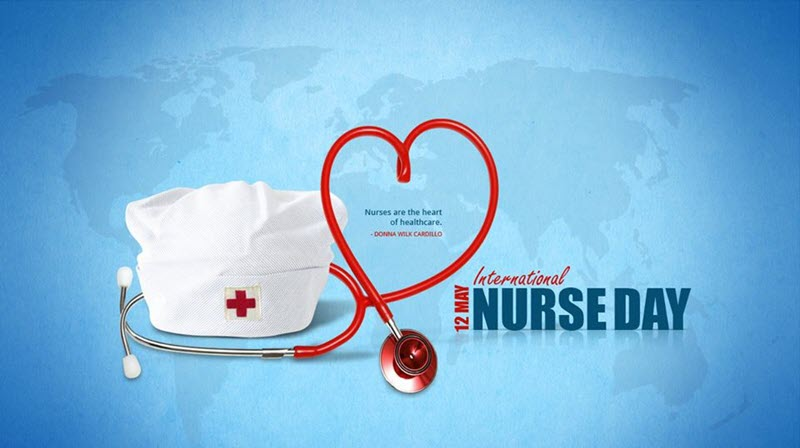 Nurses are the heart
of healthcare.
- DONNA WILK CARDILLO
International
12 MAY
NURSE DAY